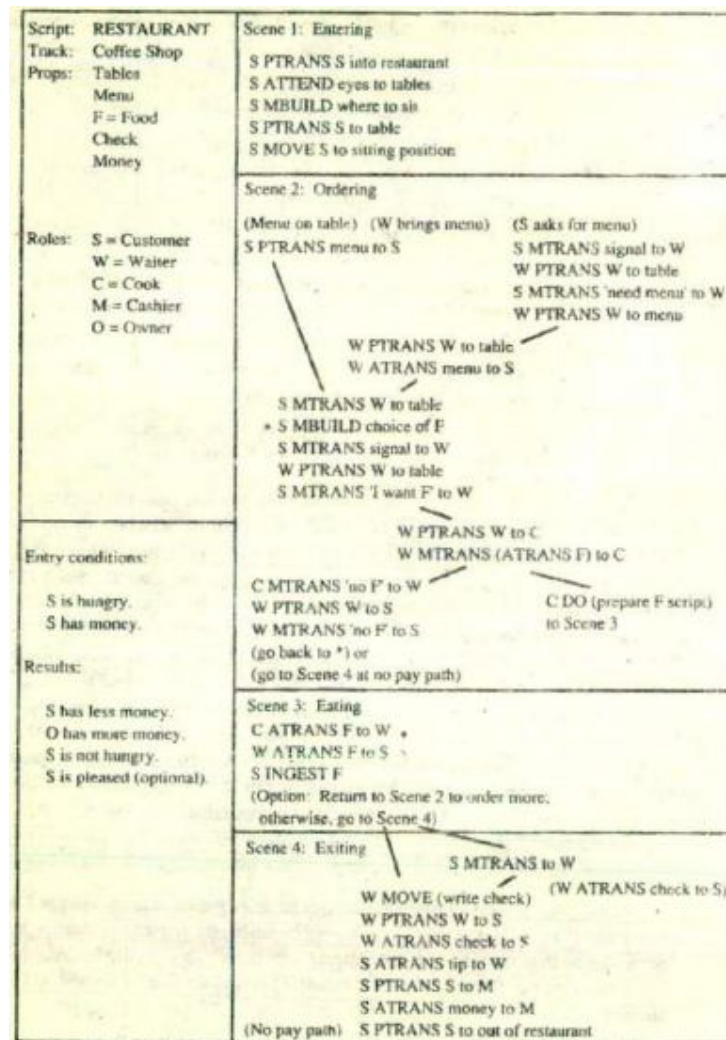 Script: RESTAURANT
Track: Coffee Shop
Props: Tables
Menu
F = Food
Check
Money
Roles: S = Customer
W = Waiter
C = Cook
M = Cashier
O = Owner
Entry conditions:
S is hungry.
S has money.
Results:
S has less money.
O has more money.
S is not hungry.
S is pleased (optional).
Scene 1: Entering
S PTRANS S into restaurant
S ATTEND eyes to tables
S MBUILD where to sit
S PTRANS S to table
S MOVE S to sitting position
Scene 2: Ordering
(Menu on table) (W brings menu) (S asks for menu)
S PTRANS menu to S
S MTRANS signal to W
W PTRANS W to table
S MTRANS 'need menu' to W
W PTRANS W to menu
W PTRANS W to table
W ATRANS menu to S
S MTRANS W to table
* S MBUILD choice of F
S MTRANS signal to W
W PTRANS W to table
S MTRANS 'I want F' to W
W PTRANS W to C
W MTRANS (ATRANS F) to C
C MTRANS 'no F' to W
W PTRANS W to S
W MTRANS 'no F' to S
(go back to *) or
(go to Scene 4 at no pay path)
C DO (prepare F script)
to Scene 3
Scene 3: Eating
C ATRANS F to W
W ATRANS F to S
S INGEST F
(Option: Return to Scene 2 to order more;
otherwise, go to Scene 4)
Scene 4: Exiting
S MTRANS to W
(W ATRANS check to S)
W MOVE (write check)
W PTRANS W to S
W ATRANS check to S
S ATRANS tip to W
S PTRANS S to M
S ATRANS money to M
(No pay path) S PTRANS S to out of restaurant